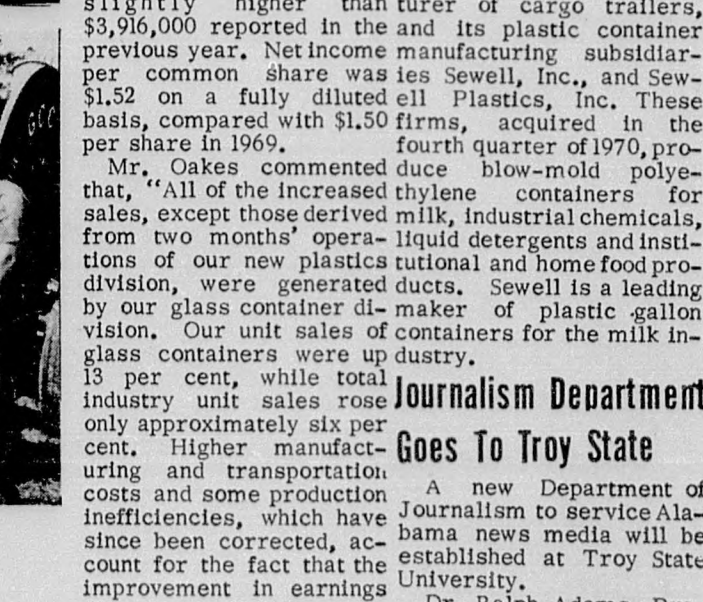 slightly higher than
$3,916,000 reported in the
previous year. Net income
per common share was
$1.52 on a fully diluted
basis, compared with $1.50
per share in 1969.
Mr. Oakes commented
that, "All of the increased
sales, except those derived
from two months' opera-
tions of our new plastics
division, were generated
by our glass container di-
vision. Our unit sales of
glass containers were up
13 per cent, while total
industry unit sales rose
only approximately six per
cent. Higher manufact-
uring and transportation
costs and some production
inefficiencies, which have
since been corrected, ac-
count for the fact that the
improvement in earnings
turer of cargo trailers,
and its plastic container
manufacturing subsidiar-
ies Sewell, Inc., and Sew-
ell Plastics, Inc. These
firms, acquired in the
fourth quarter of 1970, pro-
duce blow-mold polye-
thylene containers for
milk, industrial chemicals,
liquid detergents and insti-
tutional and home food pro-
ducts. Sewell is a leading
maker of plastic gallon
containers for the milk in-
dustry.
Journalism Department
Goes To Troy State
A new Department of
Journalism to service Ala-
bama news media will be
established at Troy State
University.